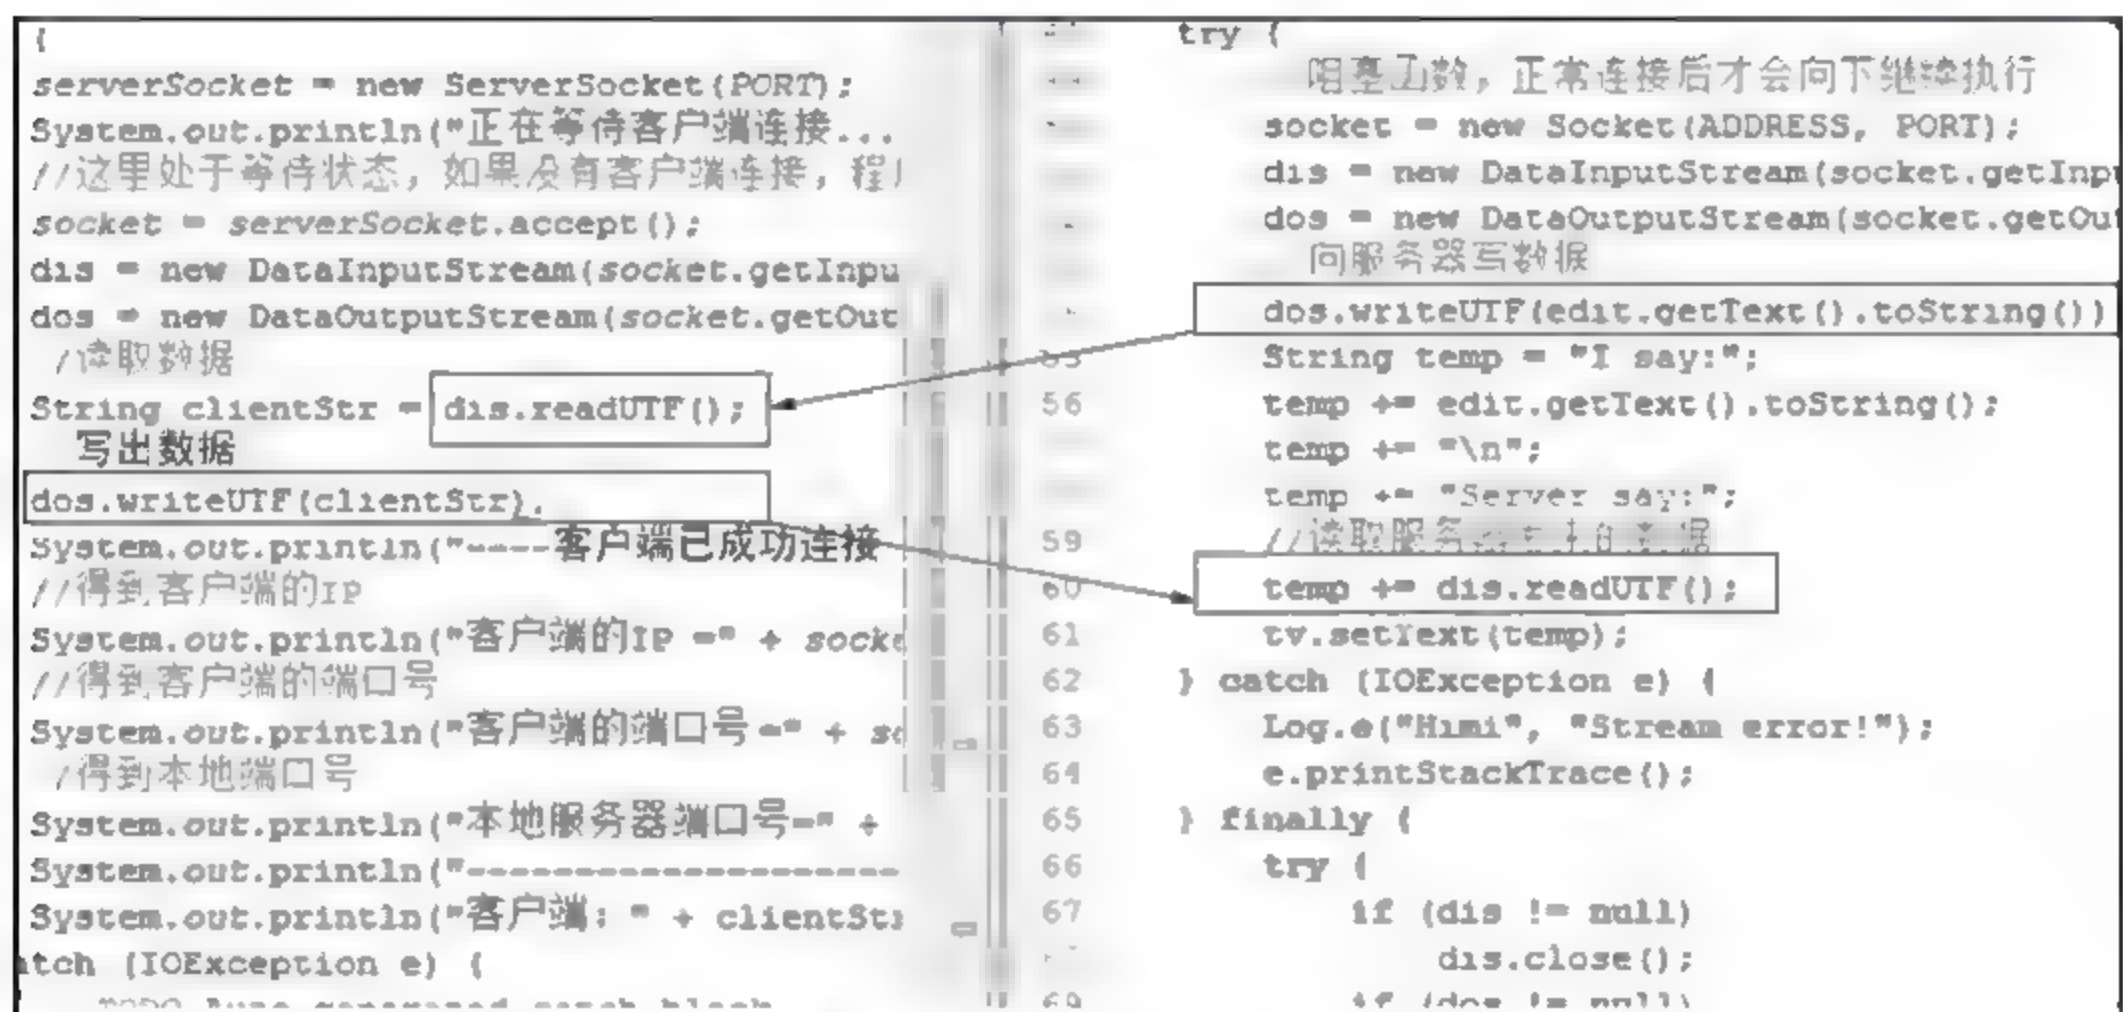 {
serverSocket = new ServerSocket(PORT);
System.out.println("正在等待客户端连接...
//这里处于等待状态，如果没有客户端连接，程
socket = serverSocket.accept();
dis = new DataInputStream(socket.getInpu
dos = new DataOutputStream(socket.getOut
/读取数据
String clientStr = dis.readUTF();
写出数据
dos.writeUTF(clientStr)
System.out.println("----客户端已成功连接
//得到客户端的IP
System.out.println("客户端的IP =" + socke
//得到客户端的端口号
System.out.println("客户端的端口号=" + so
/得到本地端口号
System.out.println("本地服务器端口号=" +
System.out.println("--------------------
System.out.println("客户端：" + clientStr
atch (IOException e) {
try {
阻塞函数，正常连接后才会向下继续执行
socket = new Socket(ADDRESS, PORT);
dis = new DataInputStream(socket.getInp
dos = new DataOutputStream(socket.getOu
向服务器写数据
dos.writeUTF(edit.getText().toString())
String temp = "I say:";
56 temp += edit.getText().toString();
temp += "\n";
temp += "Server say:";
59 //读取服务
60 temp += dis.readUTF();
61 tv.setText(temp);
62 } catch (IOException e) {
63 Log.e("Himi", "Stream error!");
64 e.printStackTrace();
65 } finally {
66 try {
67 if (dis != null)
dis.close();
69 if (dos != null)